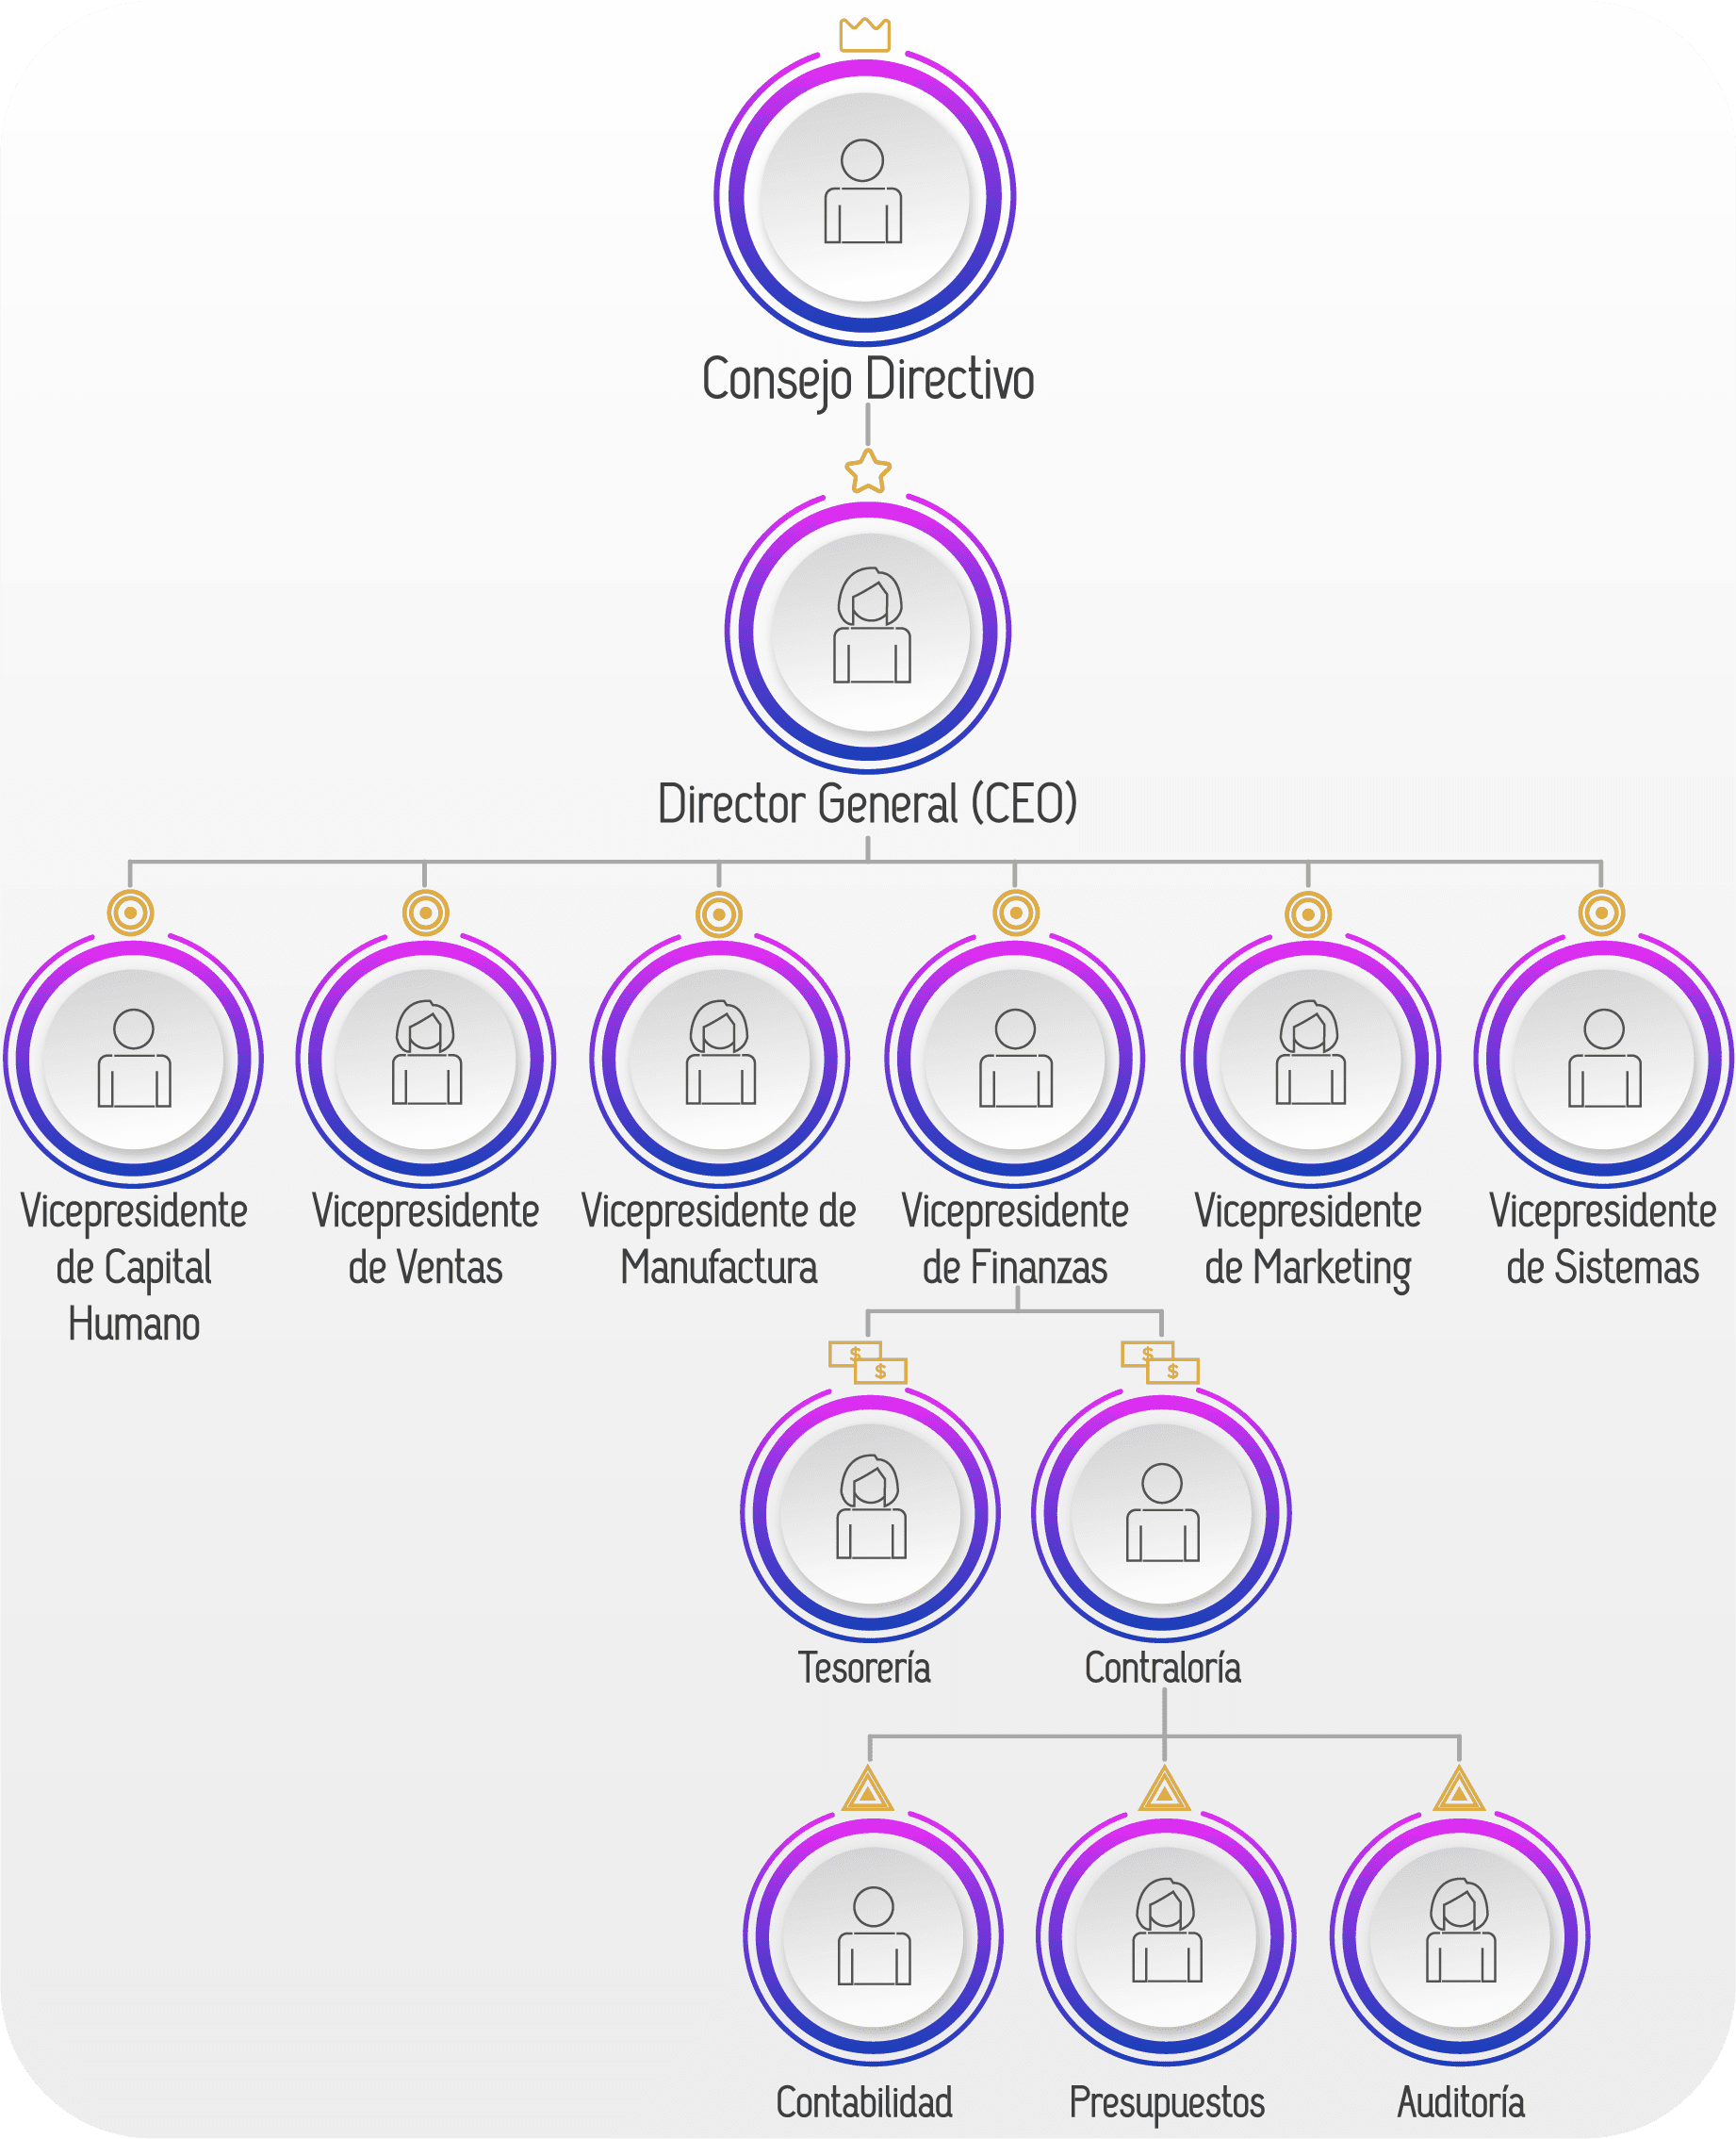 Consejo Directivo
Director General (CEO)
Vicepresidente
de Capital
Humano
Vicepresidente
de Ventas
Vicepresidente de
Manufactura
Vicepresidente
de Finanzas
Vicepresidente
de Marketing
Vicepresidente
de Sistemas
$
$
$
$
Tesorería
Contraloría
Contabilidad
Presupuestos
Auditoría